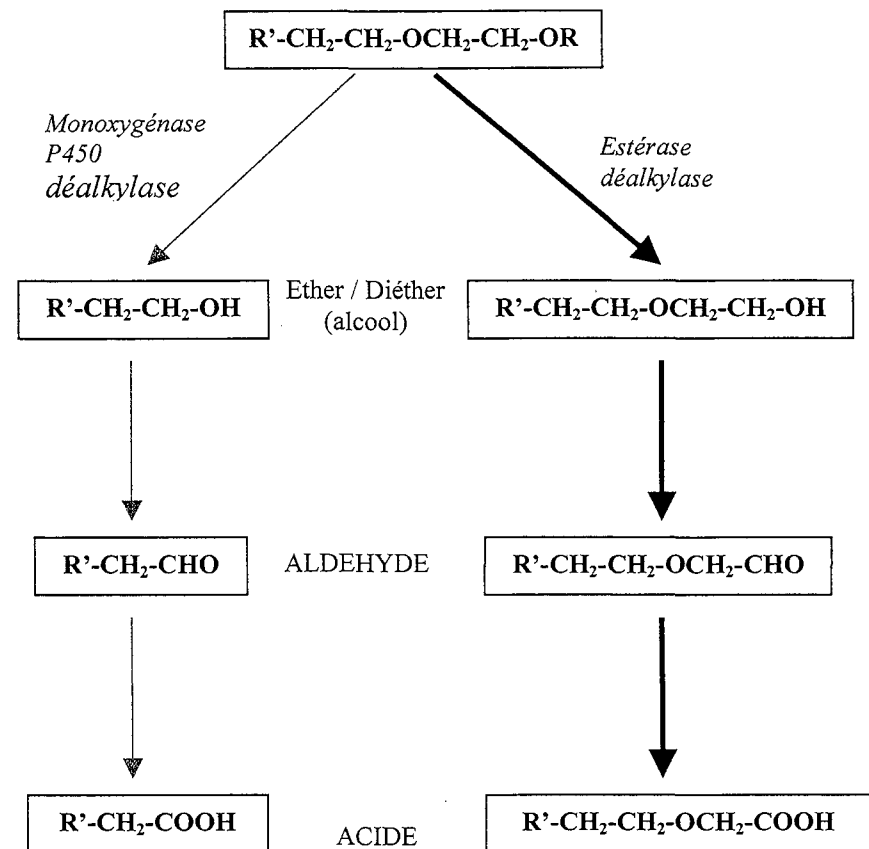 R'-CH₂-CH₂-OCH₂-CH₂-OR
Monoxygénase
P450
déalkylase
Estérase
déalkylase
R'-CH₂-CH₂-OH
Ether / Diéther
(alcool)
R'-CH₂-CH₂-OCH₂-CH₂-OH
R'-CH₂-CHO
ALDEHYDE
R'-CH₂-CH₂-OCH₂-CHO
R'-CH₂-COOH
ACIDE
R'-CH₂-CH₂-OCH₂-COOH